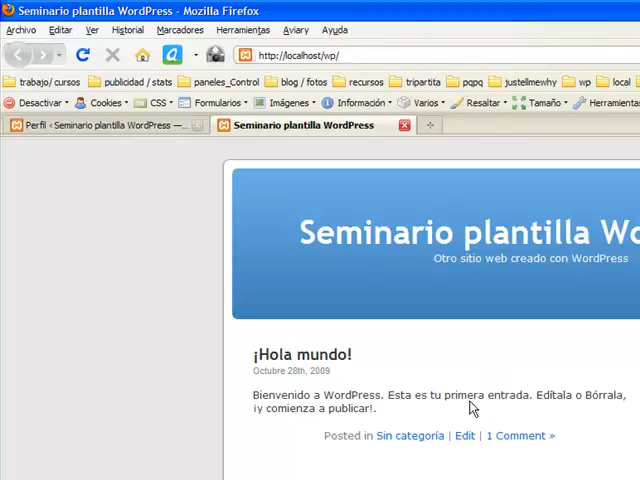 Seminario plantilla WordPress - Mozilla Firefox
Archivo Editar Ver Historial Marcadores Herramientas Aviary Ayuda
http://localhost/wp/
trabajo/ cursos publicidad / stats paneles_Control blog / fotos recursos tripartita pqpq justellmewhy wp local
Desactivar Cookies CSS Formularios Imágenes Información Varios Resaltar Tamaño Herramienta
Perfil ‹ Seminario plantilla WordPress —... Seminario plantilla WordPress
Seminario plantilla Wo
Otro sitio web creado con WordPress
¡Hola mundo!
Octubre 28th, 2009
Bienvenido a WordPress. Esta es tu primera entrada. Edítala o Bórrala,
¡y comienza a publicar!.
Posted in Sin categoría | Edit | 1 Comment »